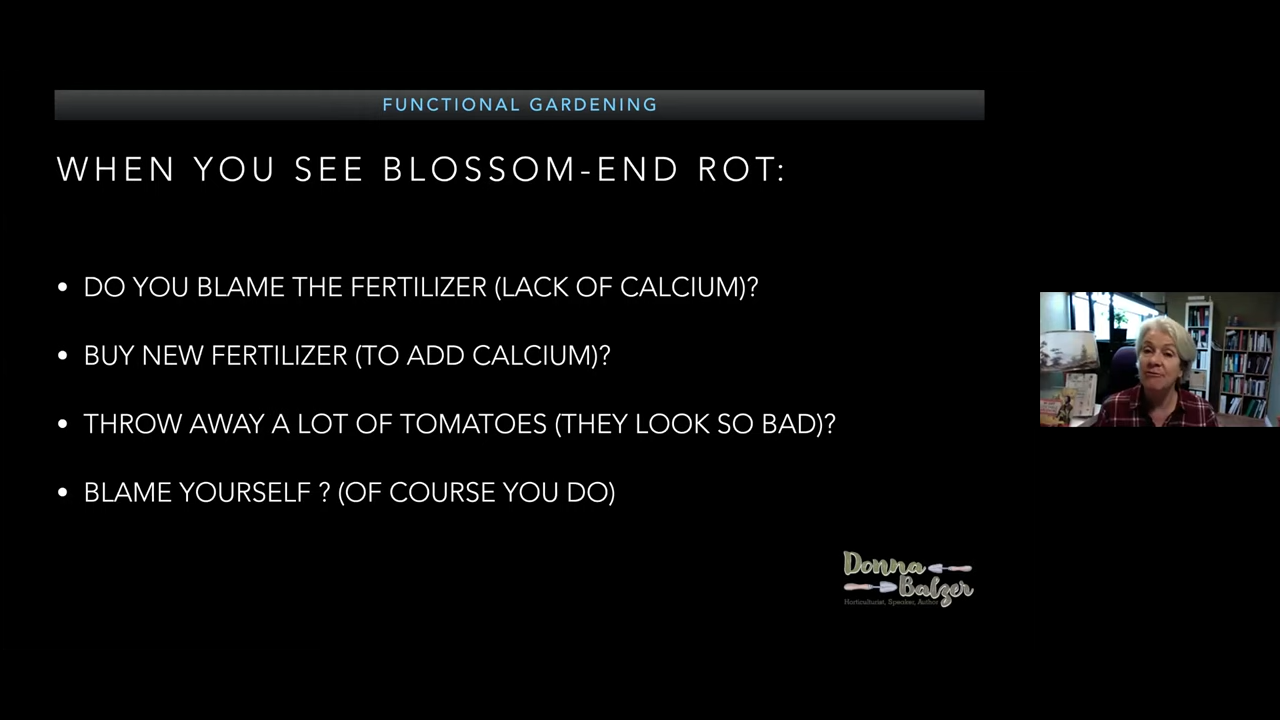 FUNCTIONAL GARDENING
WHEN YOU SEE BLOSSOM-END ROT:
• DO YOU BLAME THE FERTILIZER (LACK OF CALCIUM)?
• BUY NEW FERTILIZER (TO ADD CALCIUM)?
• THROW AWAY A LOT OF TOMATOES (THEY LOOK SO BAD)?
• BLAME YOURSELF ? (OF COURSE YOU DO)
Donna
Balzer
Horticulturist, Speaker, Author